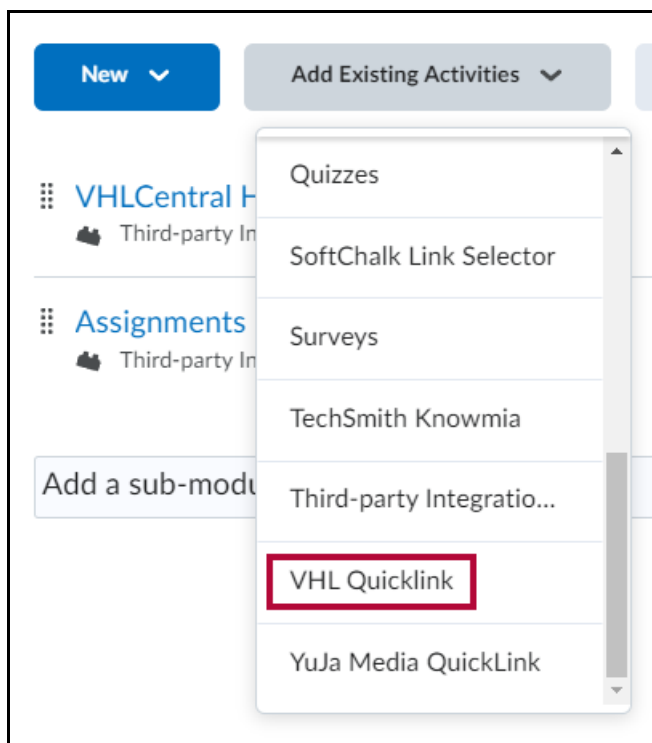 New
Add Existing Activities
VHLCentral H
Third-party In
Assignments
Third-party In
Add a sub-modu
Quizzes
SoftChalk Link Selector
Surveys
TechSmith Knowmia
Third-party Integratio...
VHL Quicklink
YuJa Media QuickLink